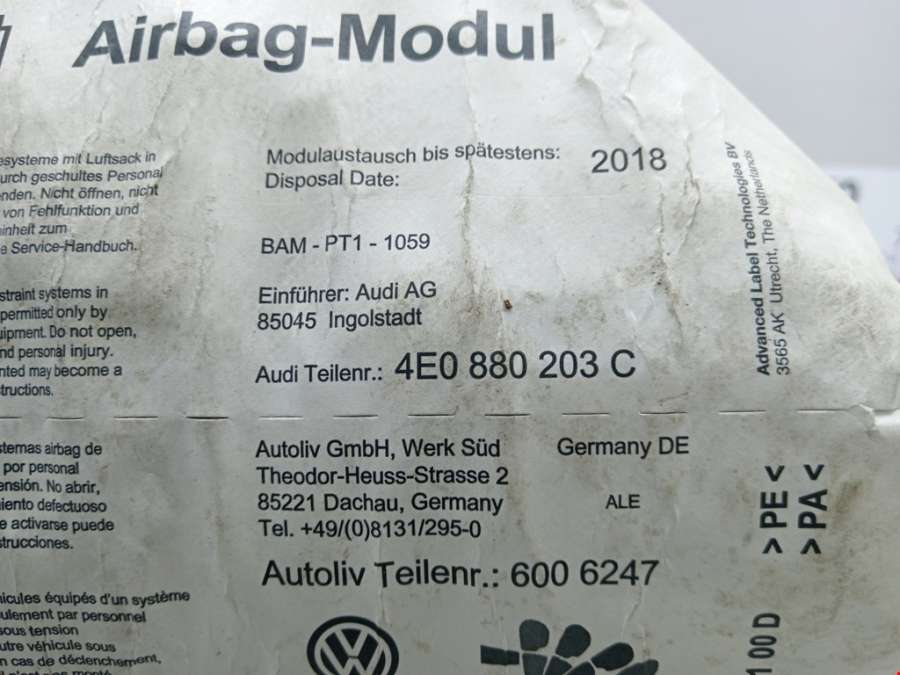 Airbag-Modul
esysteme mit Luftsack in
urch geschultes Personal
nden. Nicht öffnen, nicht
von Fehlfunktion und
inheit zum
e Service-Handbuch.
Modulaustausch bis spätestens: 2018
Disposal Date:
BAM - PT1 - 1059
Einführer: Audi AG
85045 Ingolstadt
Audi Teilenr.: 4E0 880 203 C
straint systems in
permitted only by
uipment. Do not open,
nd personal injury.
nted may become a
tructions.
Advanced Label Technologies BV
3565 AK Utrecht, The Netherlands
stemas airbag de
por personal
ensión. No abrir,
iento defectuoso
e activarse puede
strucciones.
Autoliv GmbH, Werk Süd
Theodor-Heuss-Strasse 2
85221 Dachau, Germany
Tel. +49/(0)8131/295-0
Germany DE
ALE
> PE <
> PA <
Autoliv Teilenr.: 600 6247
icules équipés d'un système
ulement par personnel
sous tension
utre véhicule sous
n cas de déclenchement,
100 D